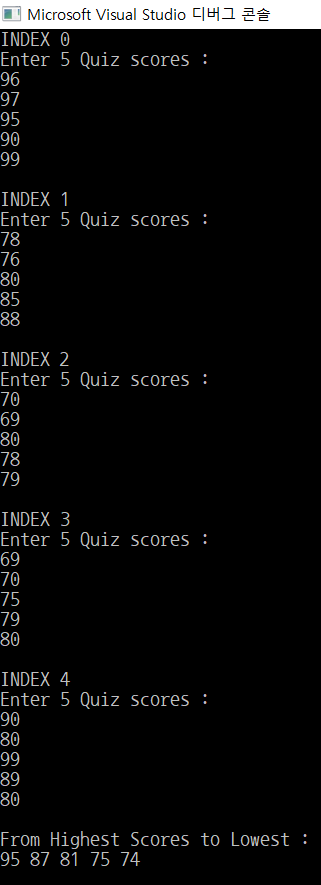 Microsoft Visual Studio 디버그 콘솔
INDEX 0
Enter 5 Quiz scores :
96
97
95
90
99
INDEX 1
Enter 5 Quiz scores :
78
76
80
85
88
INDEX 2
Enter 5 Quiz scores :
70
69
80
78
79
INDEX 3
Enter 5 Quiz scores :
69
70
75
79
80
INDEX 4
Enter 5 Quiz scores :
90
80
99
89
80
From Highest Scores to Lowest :
95 87 81 75 74